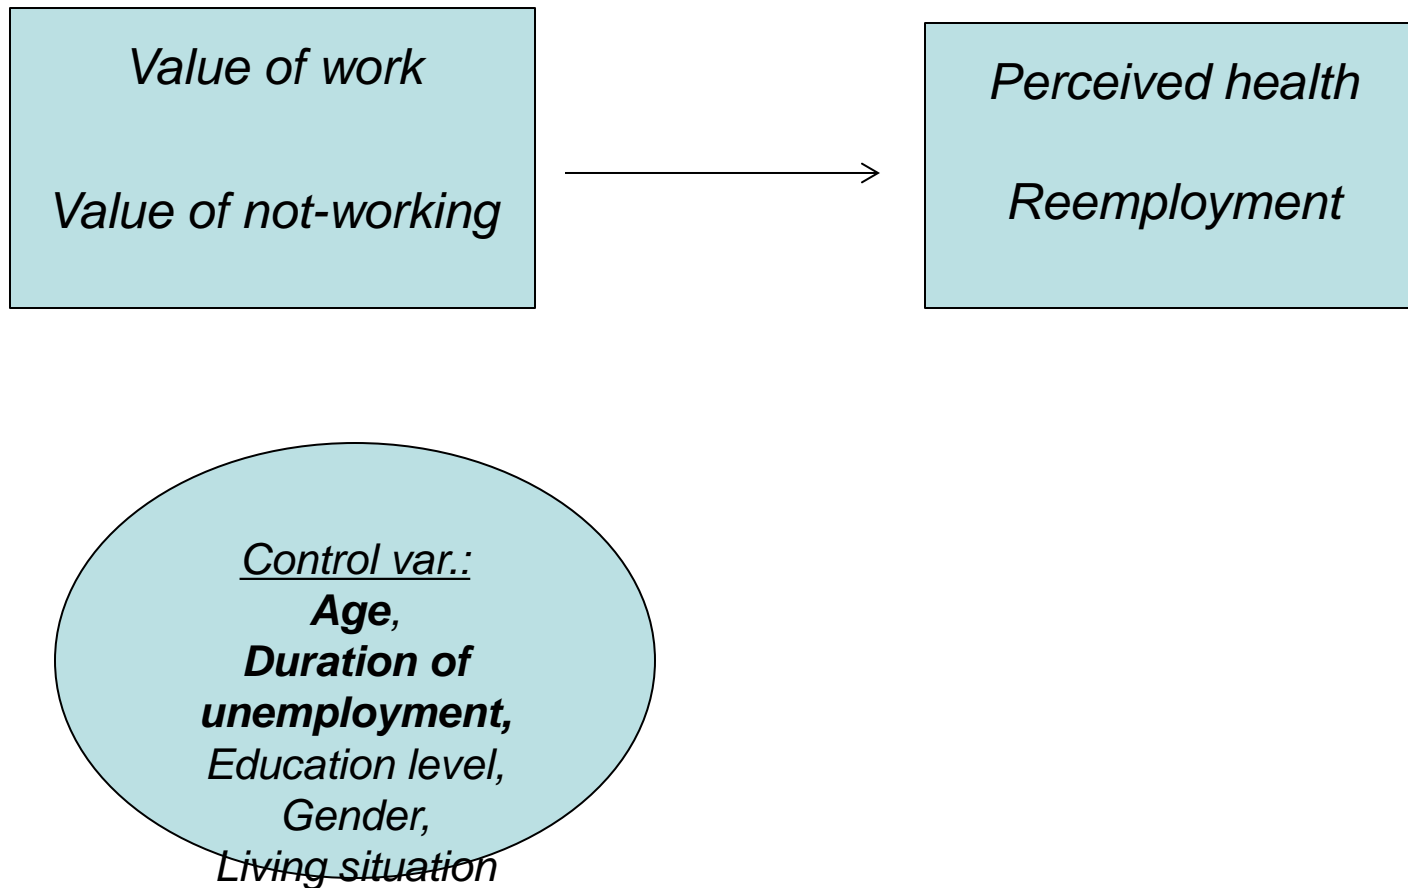 Value of work
Value of not-working
Perceived health
Reemployment
Control var.:
Age,
Duration of
unemployment,
Education level,
Gender,
Living situation